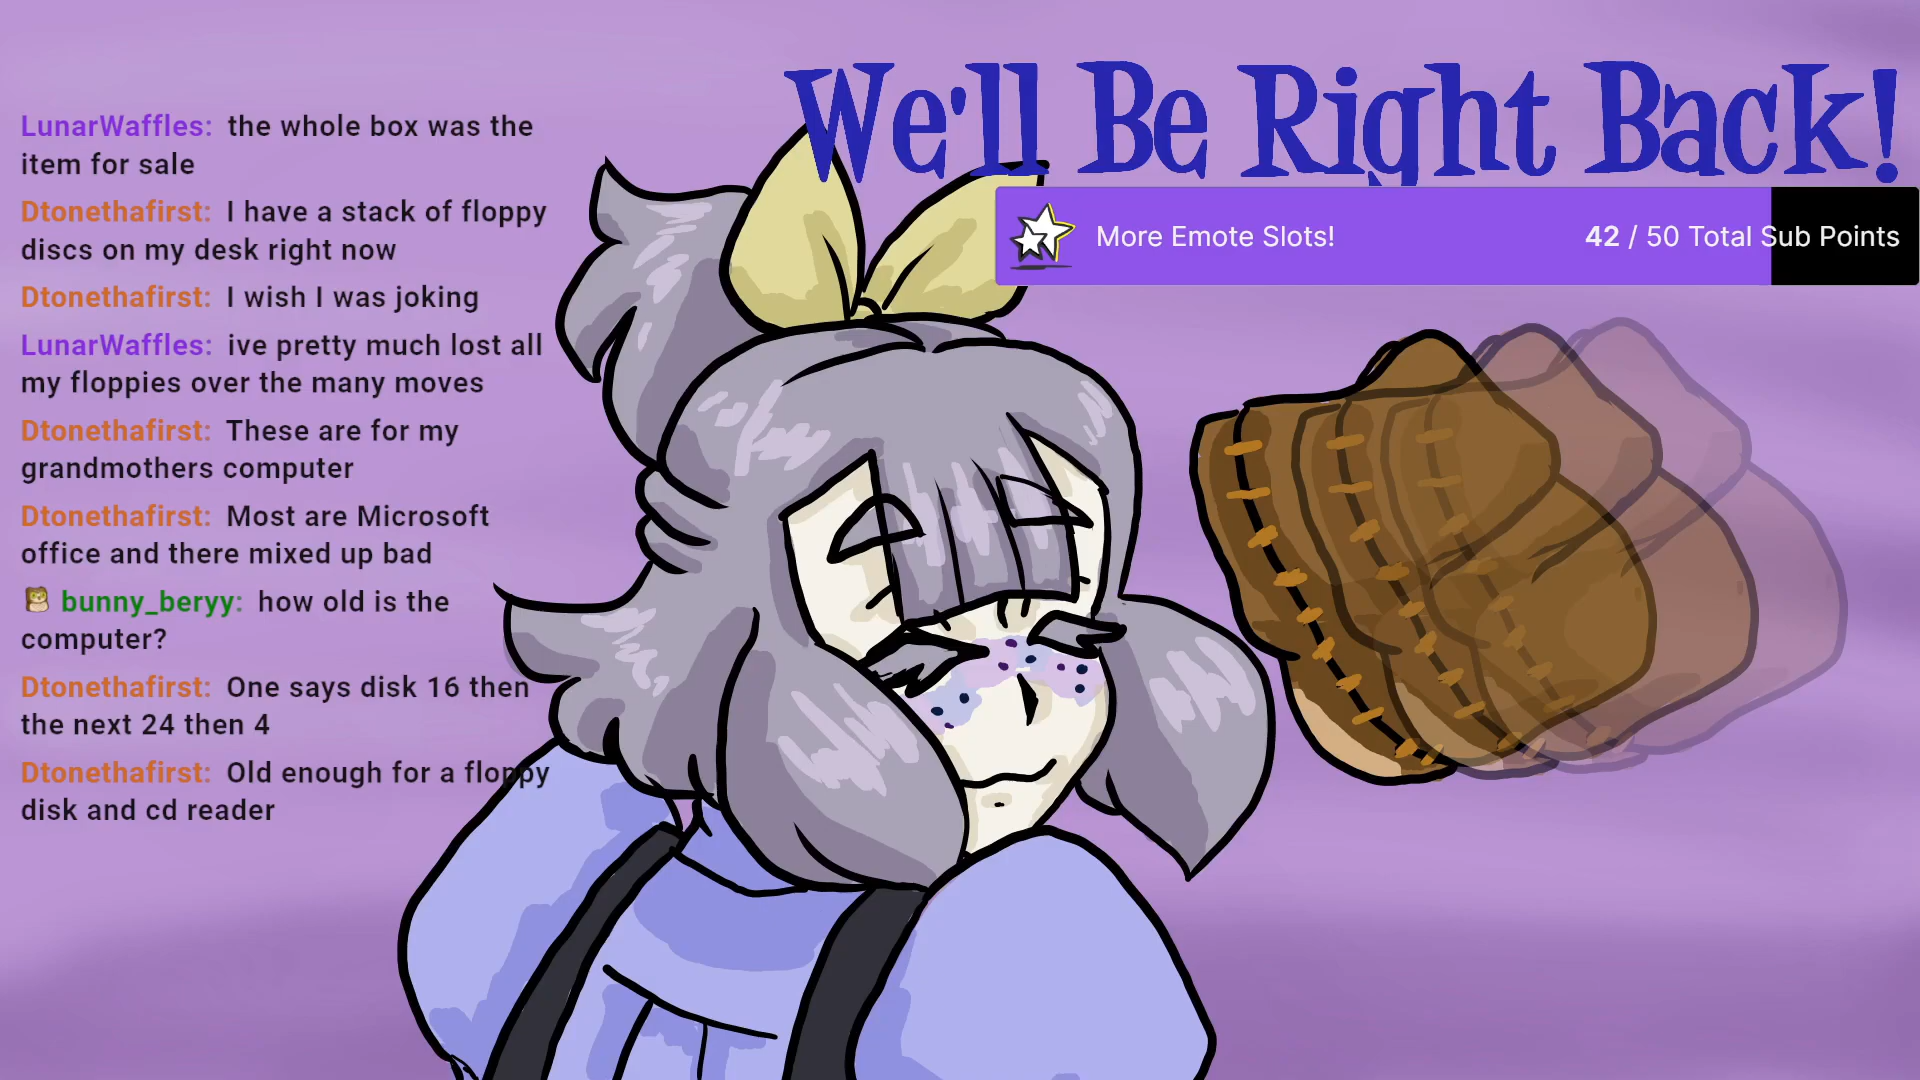 We'll Be Right Back!
More Emote Slots!
42 / 50 Total Sub Points
LunarWaffles: the whole box was the
item for sale
Dtonethafirst: I have a stack of floppy
discs on my desk right now
Dtonethafirst: I wish I was joking
LunarWaffles: ive pretty much lost all
my floppies over the many moves
Dtonethafirst: These are for my
grandmothers computer
Dtonethafirst: Most are Microsoft
office and there mixed up bad
bunny_beryy: how old is the
computer?
Dtonethafirst: One says disk 16 then
the next 24 then 4
Dtonethafirst: Old enough for a floppy
disk and cd reader